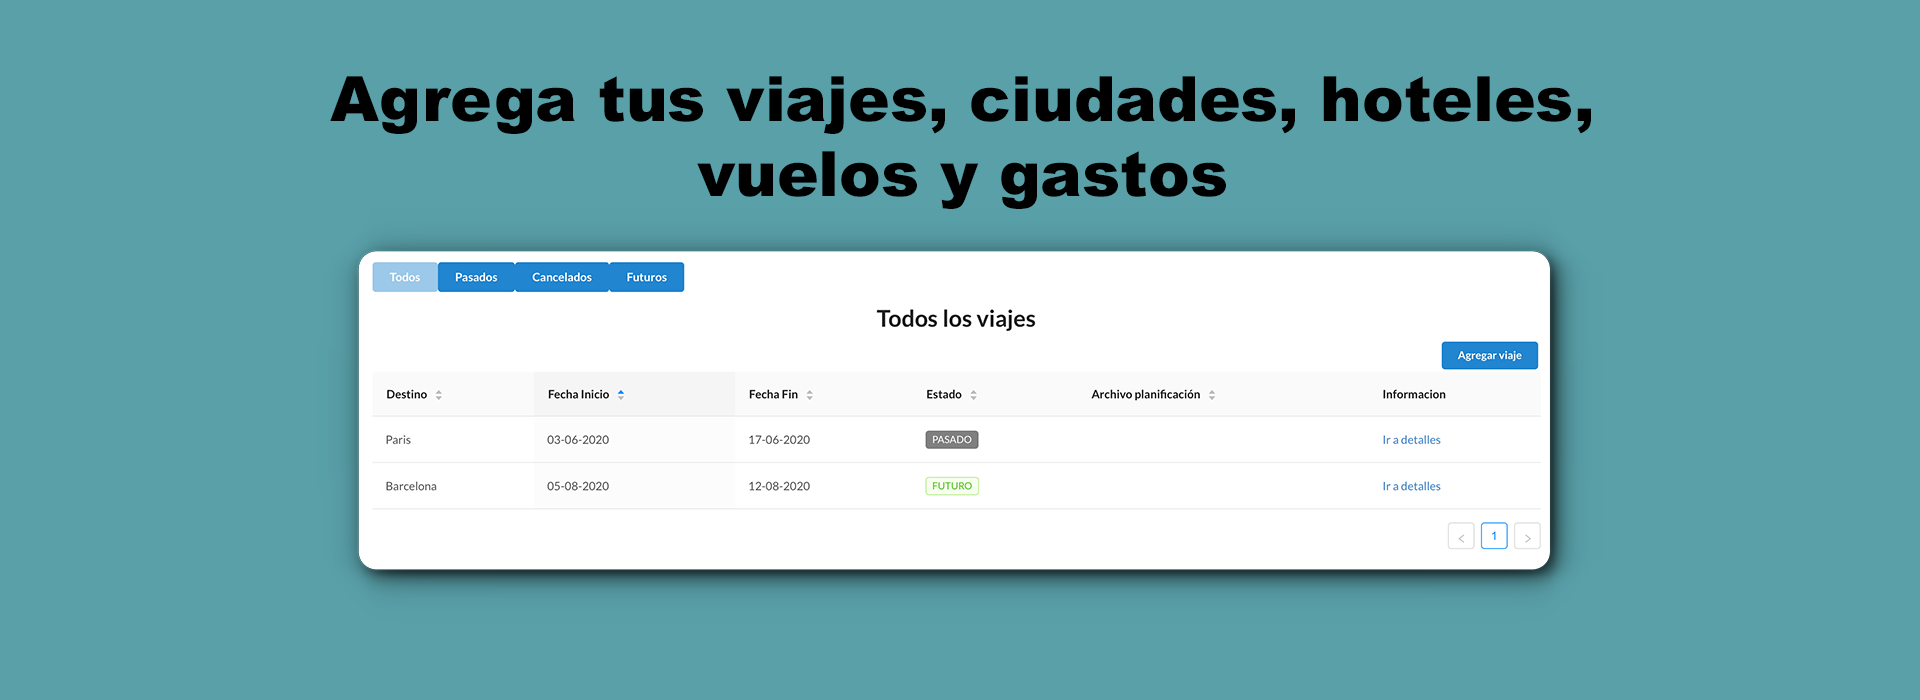 Agrega tus viajes, ciudades, hoteles,
vuelos y gastos
Todos Pasados Cancelados Futuros
Todos los viajes
Agregar viaje
Destino Fecha Inicio Fecha Fin Estado Archivo planificación Informacion
Paris 03-06-2020 17-06-2020 PASADO Ir a detalles
Barcelona 05-08-2020 12-08-2020 FUTURO Ir a detalles
< 1 >